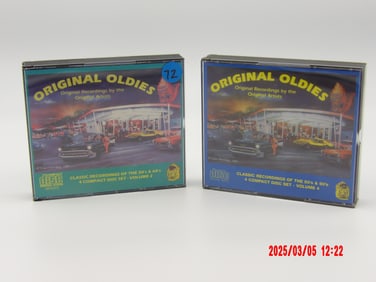 72
ORIGINAL OLDIES
Original Recordings by the
Original Artists
CLASSIC RECORDINGS OF THE 50's & 60's
4 COMPACT DISC SET - VOLUME
ORIGINAL OLDIES
Original Recordings by the
Original Artists
CLASSIC RECORDINGS OF THE 50's & 60's
4 COMPACT DISC SET - VOLUME
2025/03/05 12:22